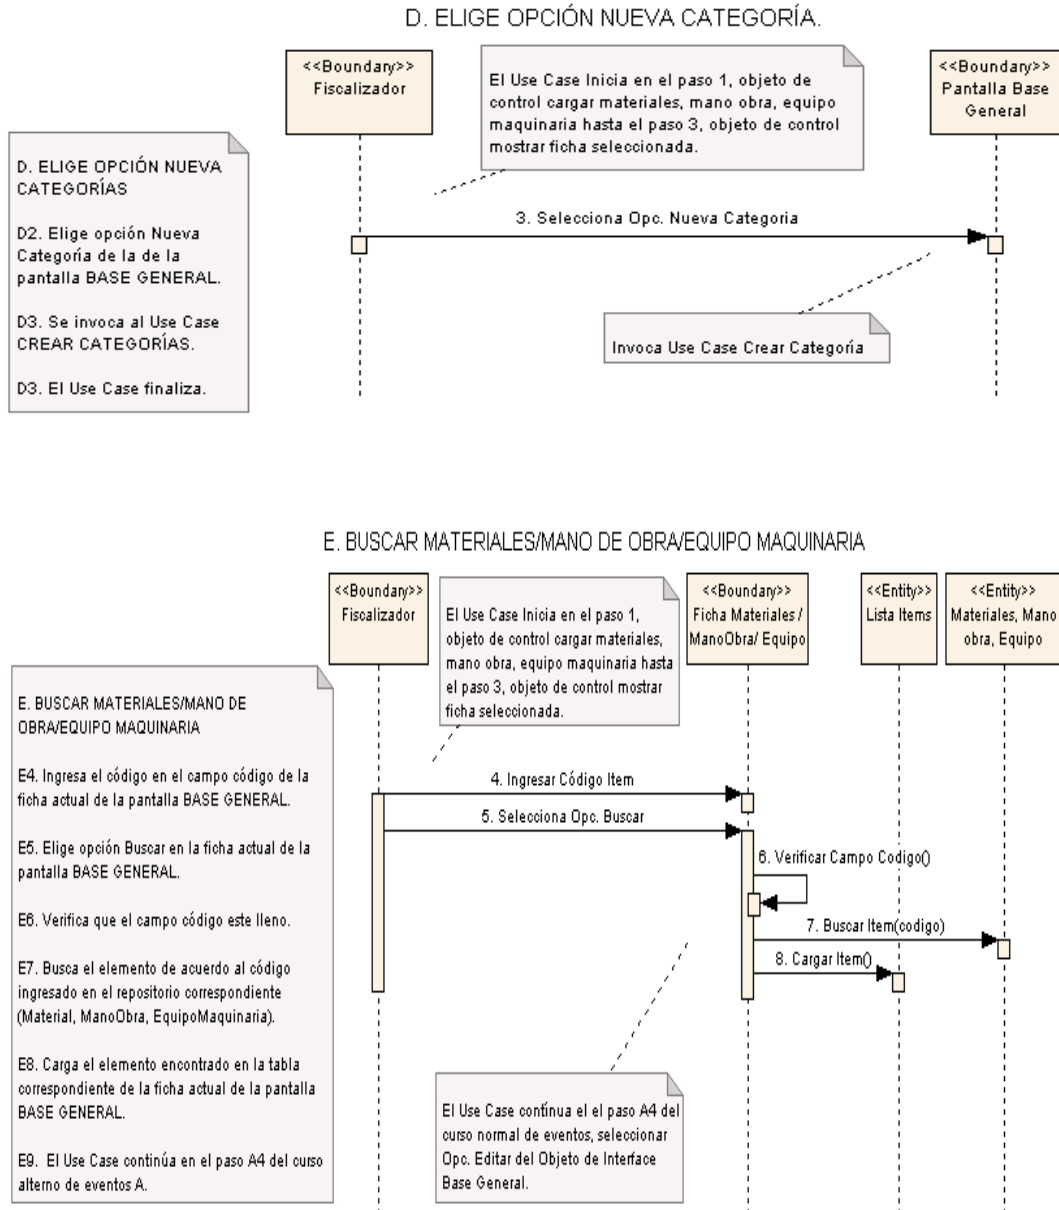 D. ELIGE OPCIÓN NUEVA CATEGORÍA.
<<Boundary>>
Fiscalizador
El Use Case Inicia en el paso 1, objeto de
control cargar materiales, mano obra, equipo
maquinaria hasta el paso 3, objeto de control
mostrar ficha seleccionada.
<<Boundary>>
Pantalla Base
General
D. ELIGE OPCIÓN NUEVA
CATEGORÍAS
D2. Elige opción Nueva
Categoría de la de la
pantalla BASE GENERAL.
D3. Se invoca al Use Case
CREAR CATEGORÍAS.
D3. El Use Case finaliza.
3. Selecciona Opc. Nueva Categoria
Invoca Use Case Crear Categoría
E. BUSCAR MATERIALES/MANO DE OBRA/EQUIPO MAQUINARIA
<<Boundary>>
Fiscalizador
El Use Case Inicia en el paso 1,
objeto de control cargar materiales,
mano obra, equipo maquinaria hasta
el paso 3, objeto de control mostrar
ficha seleccionada.
<<Boundary>>
Ficha Materiales /
ManoObra/ Equipo
<<Entity>>
Lista Items
<<Entity>>
Materiales, Mano
obra, Equipo
E. BUSCAR MATERIALES/MANO DE
OBRA/EQUIPO MAQUINARIA
E4. Ingresa el código en el campo código de la
ficha actual de la pantalla BASE GENERAL.
E5. Elige opción Buscar en la ficha actual de la
pantalla BASE GENERAL.
E6. Verifica que el campo código este lleno.
E7. Busca el elemento de acuerdo al código
ingresado en el repositorio correspondiente
(Material, ManoObra, EquipoMaquinaria).
E8. Carga el elemento encontrado en la tabla
correspondiente de la ficha actual de la pantalla
BASE GENERAL.
E9. El Use Case continúa en el paso A4 del curso
alterno de eventos A.
4. Ingresar Código Item
5. Selecciona Opc. Buscar
6. Verificar Campo Codigo()
7. Buscar Item(codigo)
8. Cargar Item()
El Use Case contínua el el paso A4 del
curso normal de eventos, seleccionar
Opc. Editar del Objeto de Interface
Base General.